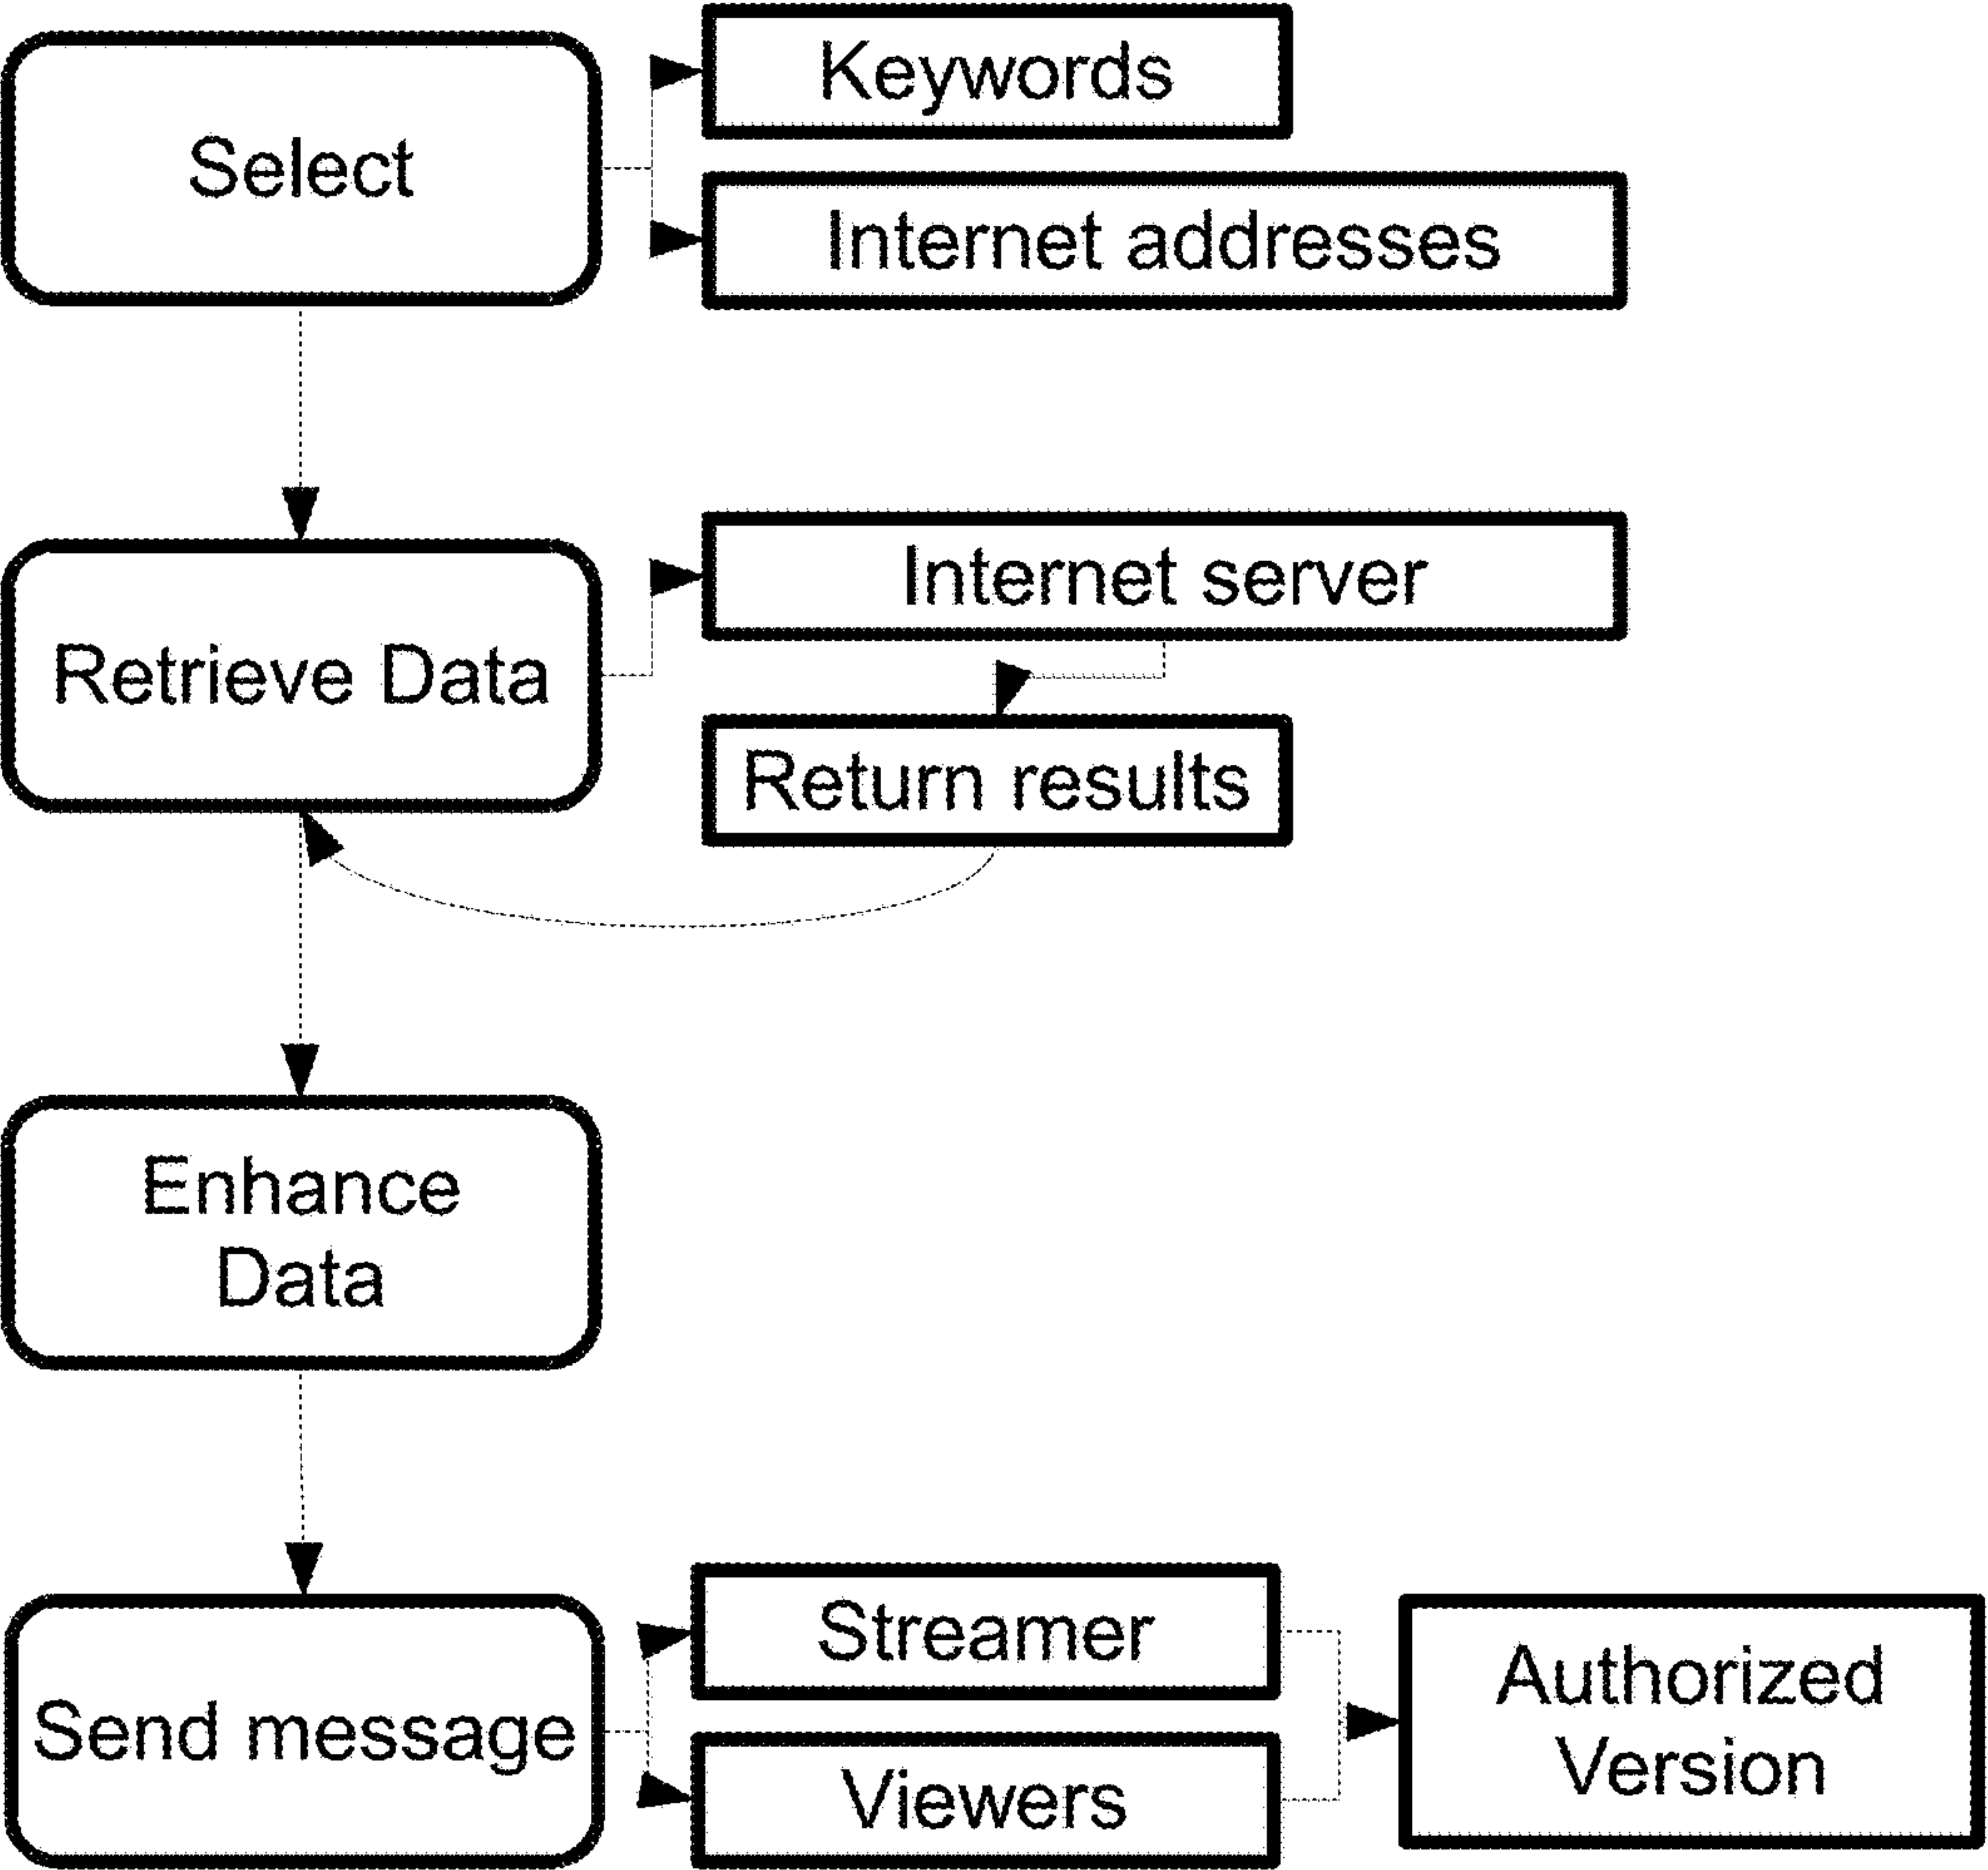 Select
Keywords
Internet addresses
Retrieve Data
Internet server
Return results
Enhance
Data
Send message
Streamer
Viewers
Authorized
Version